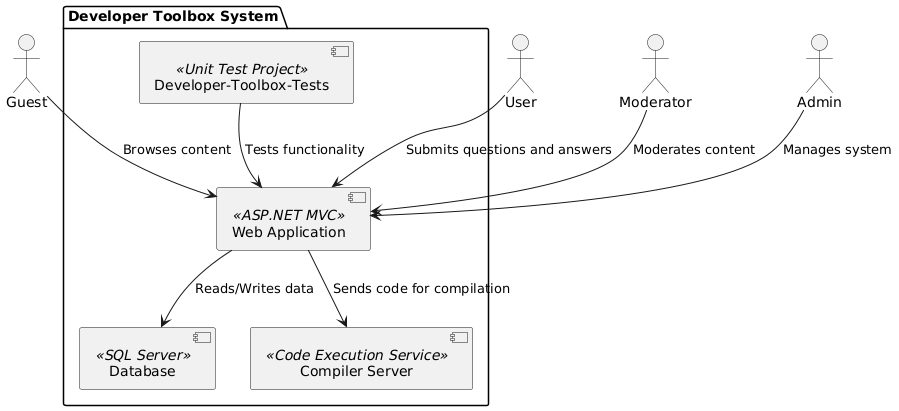 Developer Toolbox System
«Unit Test Project»
Developer-Toolbox-Tests
Guest
User
Moderator
Admin
Browses content
Tests functionality
Submits questions and answers
Moderates content
Manages system
«ASP.NET MVC»
Web Application
Reads/Writes data
Sends code for compilation
«SQL Server»
Database
«Code Execution Service»
Compiler Server